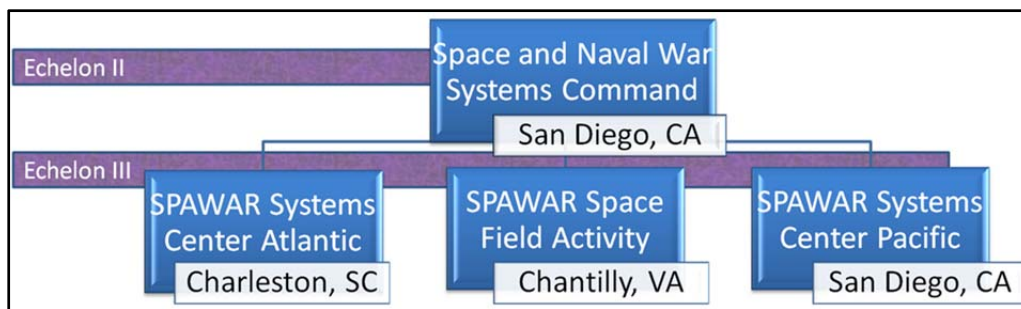 Echelon II
Space and Naval War
Systems Command
San Diego, CA
Echelon III
SPAWAR Systems
Center Atlantic
Charleston, SC
SPAWAR Space
Field Activity
Chantilly, VA
SPAWAR Systems
Center Pacific
San Diego, CA